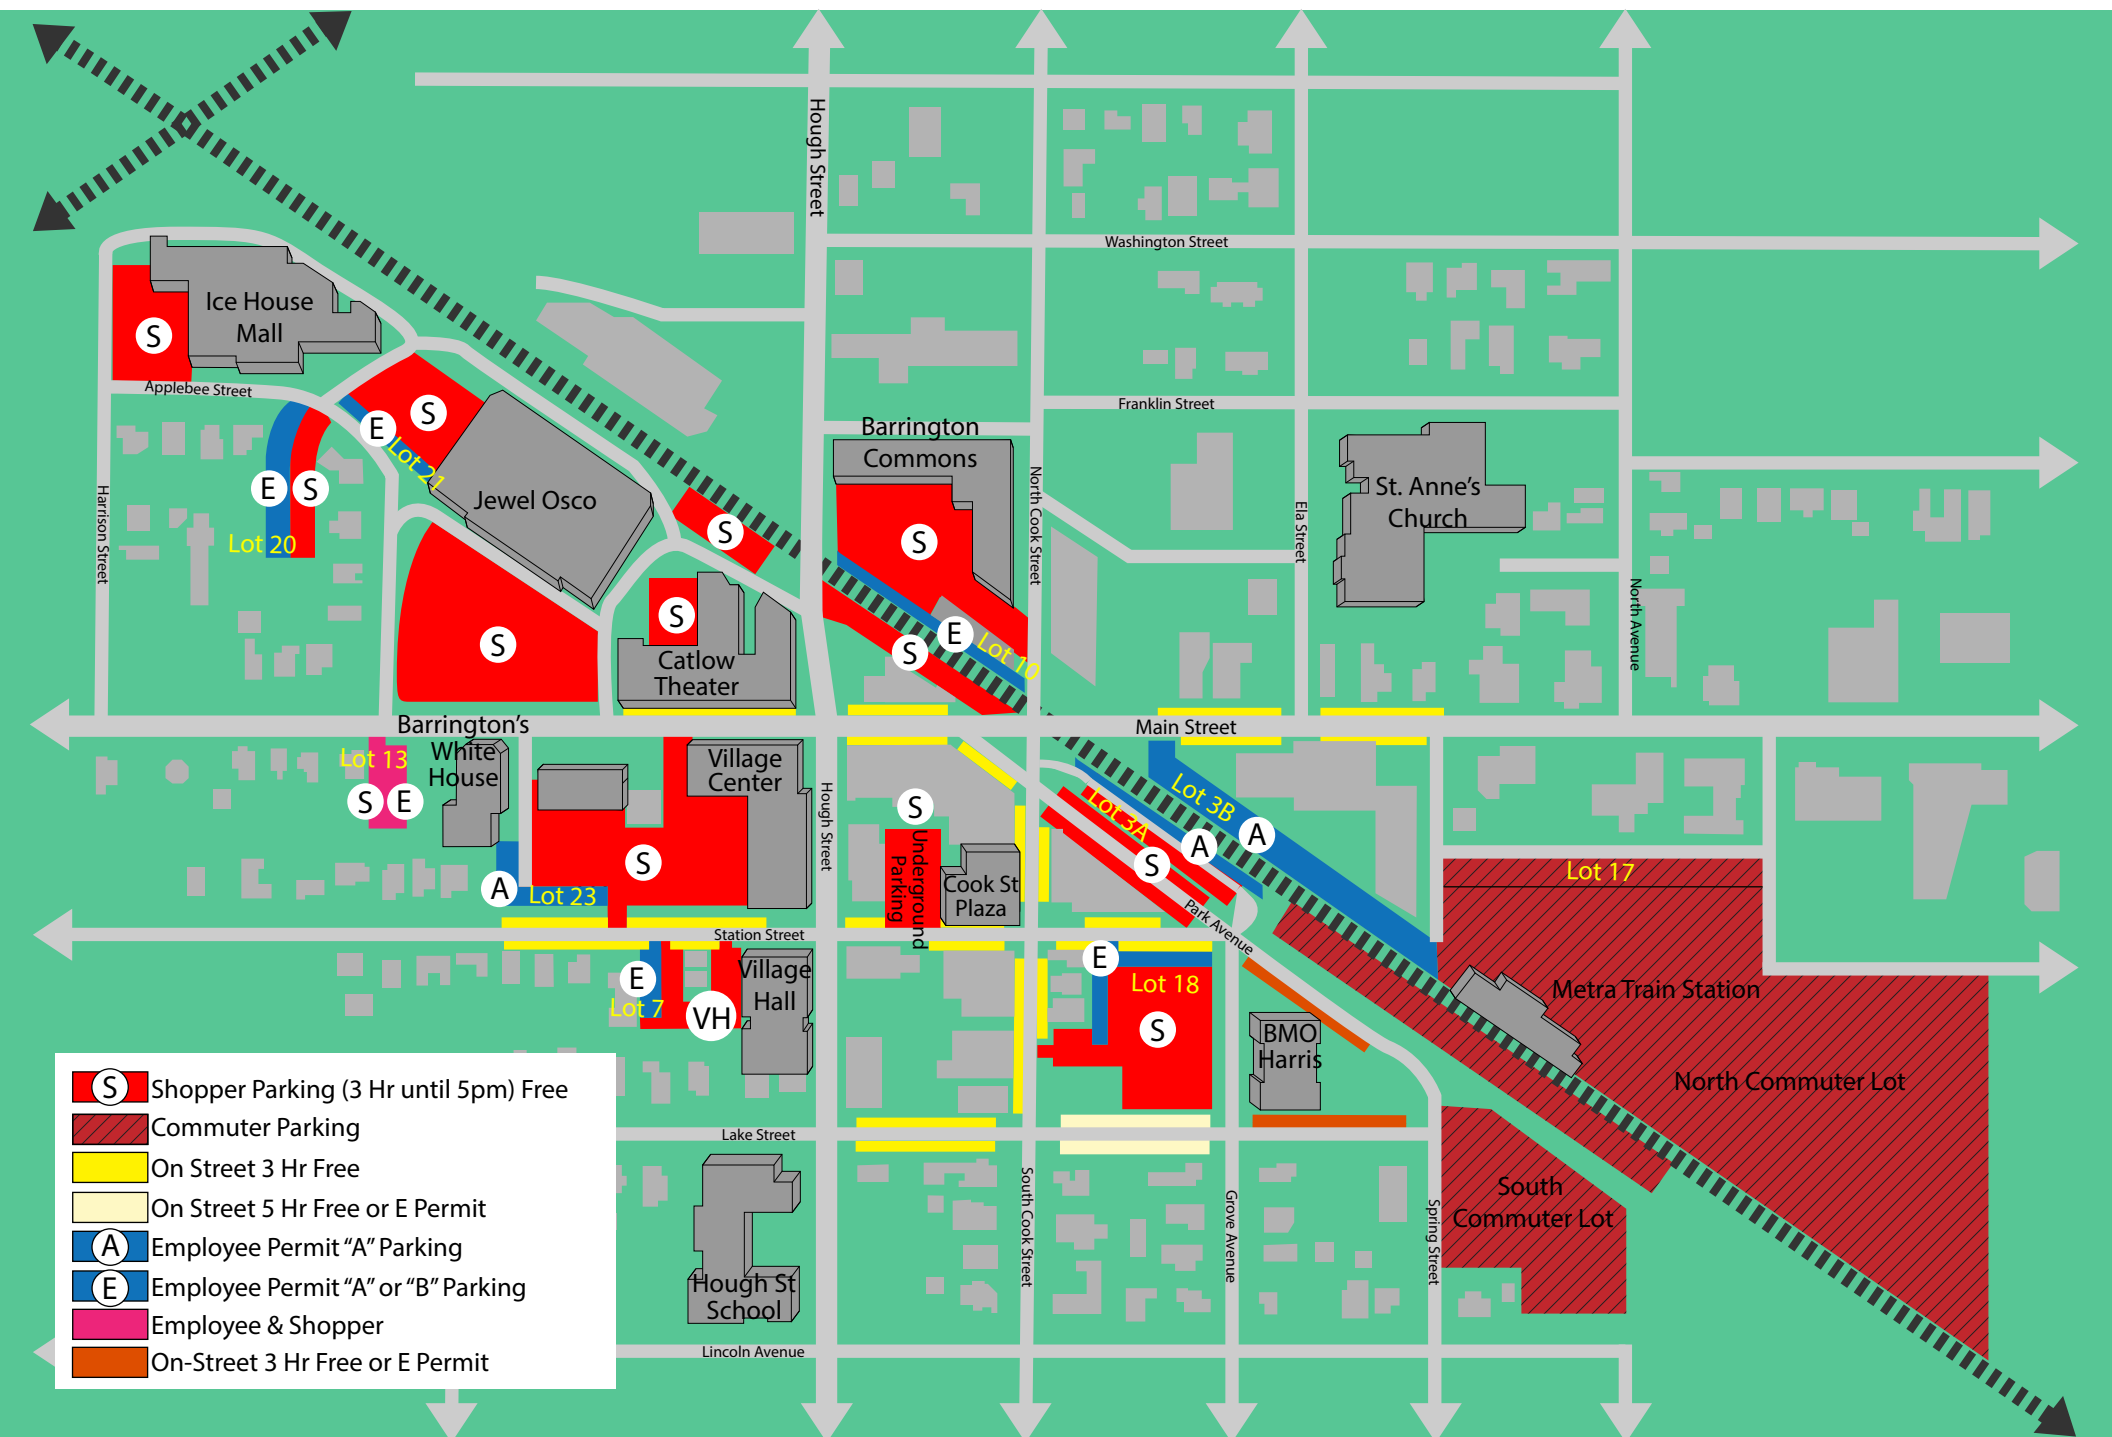 Hough Street
Washington Street
Ice House
Mall
S
Applebee Street
Franklin Street
S
E
Lot 21
Barrington
Commons
St. Anne's
Church
Jewel Osco
North Cook Street
Harrison Street
E
S
Lot 20
S
S
Ela Street
North Avenue
S
S
Catlow
Theater
S
E
Lot 10
S
Main Street
Barrington's
White
House
Lot 13
S
E
Village
Center
Hough Street
S
Underground
Parking
Cook St
Plaza
Lot 3A
Lot 3B
A
A
S
Lot 17
S
A
Lot 23
Park Avenue
Station Street
E
Lot 7
VH
Village
Hall
E
Lot 18
S
BMO
Harris
Metra Train Station
North Commuter Lot
South
Commuter Lot
Lake Street
South Cook Street
Grove Avenue
Spring Street
Hough St
School
Lincoln Avenue
S Shopper Parking (3 Hr until 5pm) Free
Commuter Parking
On Street 3 Hr Free
On Street 5 Hr Free or E Permit
A Employee Permit “A” Parking
E Employee Permit “A” or “B” Parking
Employee & Shopper
On-Street 3 Hr Free or E Permit